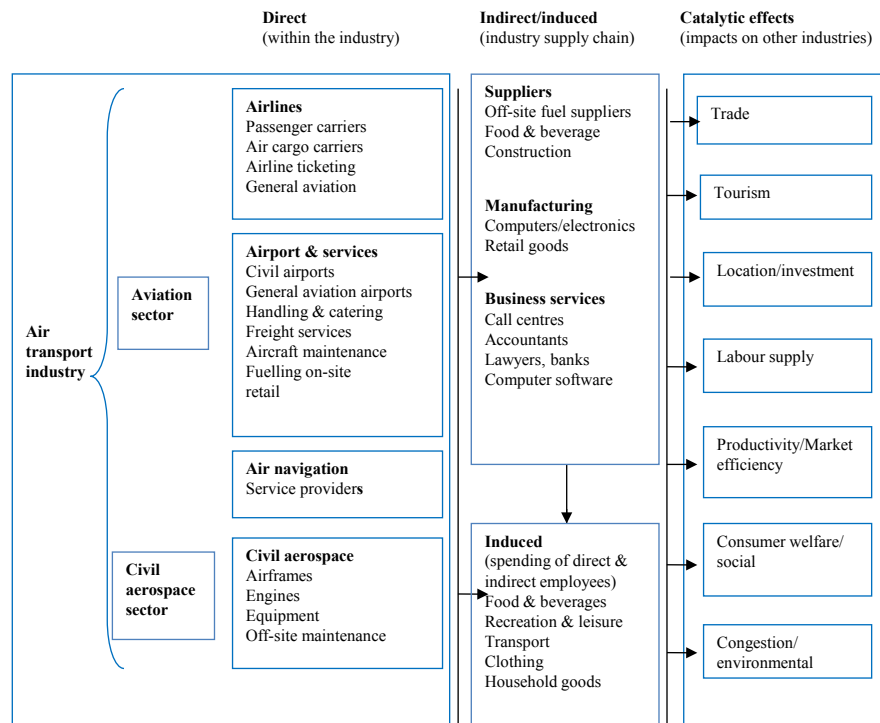 Direct
(within the industry)
Indirect/induced
(industry supply chain)
Catalytic effects
(impacts on other industries)
Air
transport
industry
Aviation
sector
Civil
aerospace
sector
Airlines
Passenger carriers
Air cargo carriers
Airline ticketing
General aviation
Airport & services
Civil airports
General aviation airports
Handling & catering
Freight services
Aircraft maintenance
Fuelling on-site
retail
Air navigation
Service providers
Civil aerospace
Airframes
Engines
Equipment
Off-site maintenance
Suppliers
Off-site fuel suppliers
Food & beverage
Construction
Manufacturing
Computers/electronics
Retail goods
Business services
Call centres
Accountants
Lawyers, banks
Computer software
Induced
(spending of direct &
indirect employees)
Food & beverages
Recreation & leisure
Transport
Clothing
Household goods
Trade
Tourism
Location/investment
Labour supply
Productivity/Market
efficiency
Consumer welfare/
social
Congestion/
environmental